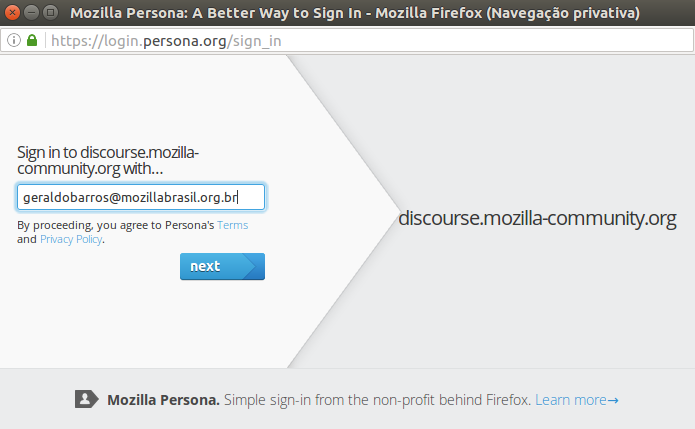 Mozilla Persona: A Better Way to Sign In - Mozilla Firefox (Navegação privativa)
https://login.persona.org/sign_in
Sign in to discourse.mozilla-
community.org with...
geraldobarros@mozillabrasil.org.br
By proceeding, you agree to Persona's Terms
and Privacy Policy.
next
discourse.mozilla-community.org
Mozilla Persona. Simple sign-in from the non-profit behind Firefox. Learn more→